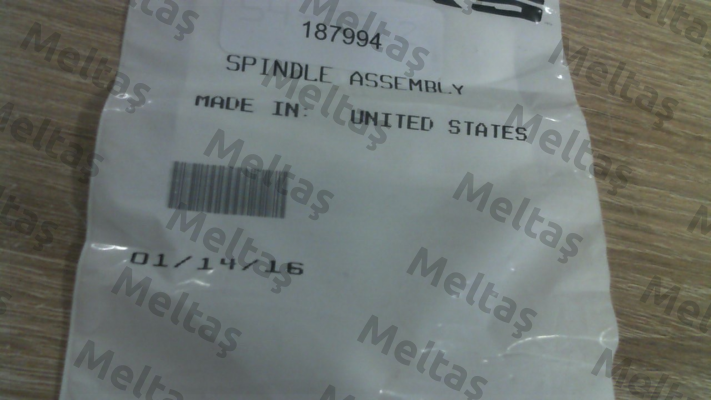 187994
SPINDLE ASSEMBLY
MADE IN: UNITED STATES
01/14/16
Meltaş